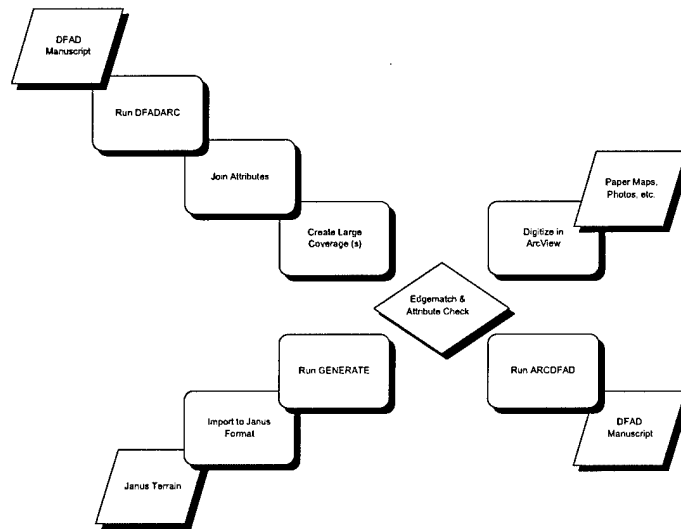 DFAD
Manuscript
Run DFADARC
Join Attributes
Create Large
Coverage (s)
Paper Maps,
Photos, etc.
Digitize in
ArcView
Edgematch &
Attribute Check
Run GENERATE
Import to Janus
Format
Janus Terrain
Run ARCDFAD
DFAD
Manuscript